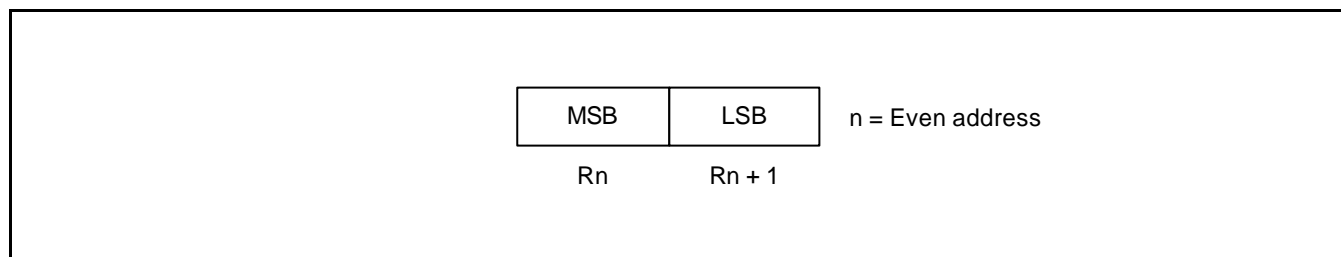 MSB LSB n = Even address
Rn Rn + 1